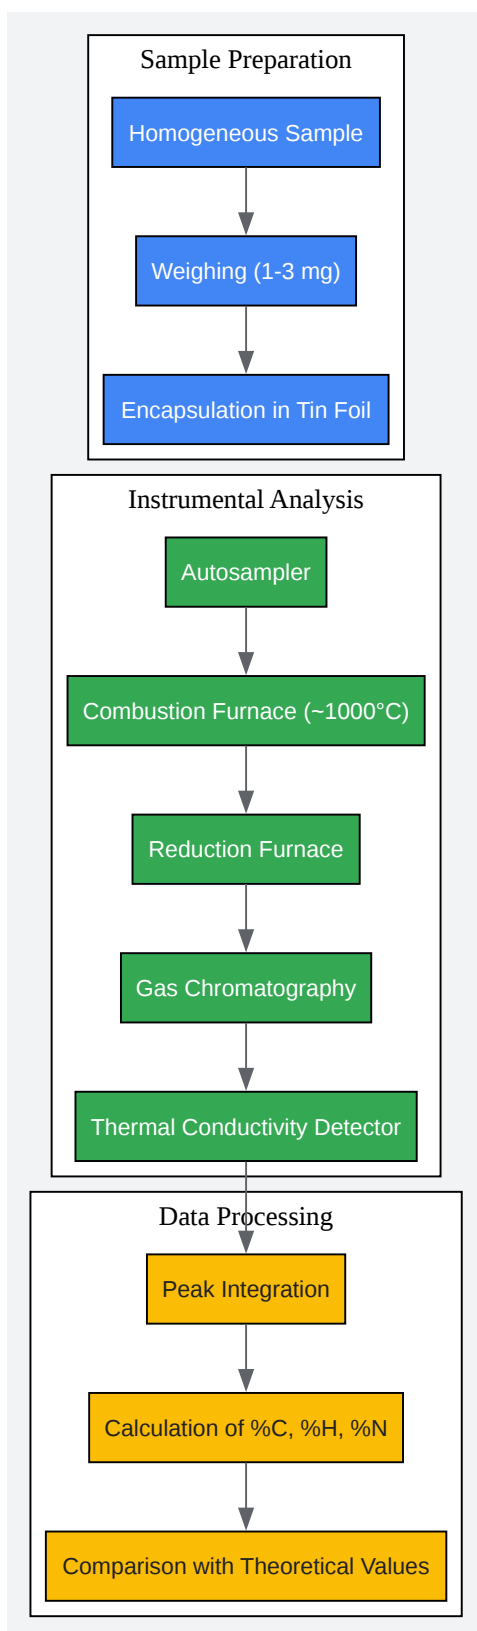 Sample Preparation
Homogeneous Sample
Weighing (1-3 mg)
Encapsulation in Tin Foil
Instrumental Analysis
Autosampler
Combustion Furnace (~1000°C)
Reduction Furnace
Gas Chromatography
Thermal Conductivity Detector
Data Processing
Peak Integration
Calculation of %C, %H, %N
Comparison with Theoretical Values